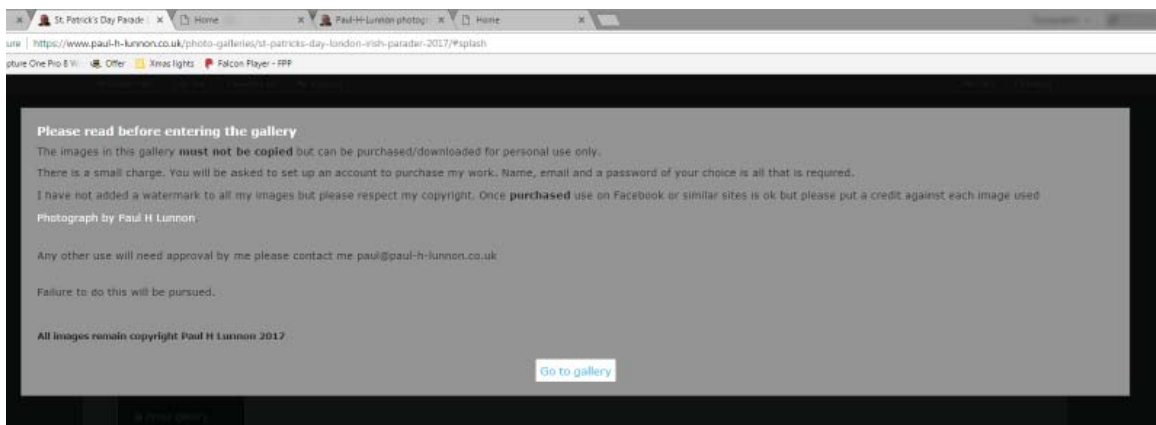 St. Patrick's Day Parade
Home
Paul-H-Lunnon photogr
Home
ure https://www.paul-h-lunnon.co.uk/photo-galleries/st-patricks-day-london-irish-parader-2017/#splash
pture One Pro 8 W Offer Xmas lights Falcon Player - FPP
Please read before entering the gallery
The images in this gallery must not be copied but can be purchased/downloaded for personal use only.
There is a small charge. You will be asked to set up an account to purchase my work. Name, email and a password of your choice is all that is required.
I have not added a watermark to all my images but please respect my copyright. Once purchased use on Facebook or similar sites is ok but please put a credit against each image used
Photograph by Paul H Lunnon
Any other use will need approval by me please contact me paul@paul-h-lunnon.co.uk
Failure to do this will be pursued.
All images remain copyright Paul H Lunnon 2017
Go to gallery